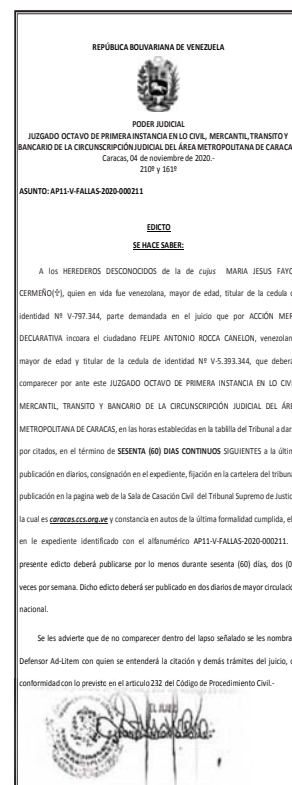 REPÚBLICA BOLIVARIANA DE VENEZUELA
PODER JUDICIAL
JUZGADO OCTAVO DE PRIMERA INSTANCIA EN LO CIVIL, MERCANTIL,TRANSITO Y
BANCARIO DE LA CIRCUNSCRIPCIÓN JUDICIAL DEL ÁREA METROPOLITANA DE CARACA
Caracas, 04 de noviembre de 2020.-
210º y 161º
ASUNTO: AP11-V-FALLAS-2020-000211
EDICTO
SE HACE SABER:
A los HEREDEROS DESCONOCIDOS de la de cujus MARIA JESUS FAYO
CERMEÑO(✞), quien en vida fue venezolana, mayor de edad, titular de la cedula d
identidad Nº V-797.344, parte demandada en el juicio que por ACCIÓN MER
DECLARATIVA incoara el ciudadano FELIPE ANTONIO ROCCA CANELON, venezolan
mayor de edad y titular de la cedula de identidad Nº V-5.393.344, que deberá
comparecer por ante este JUZGADO OCTAVO DE PRIMERA INSTANCIA EN LO CIVI
MERCANTIL, TRANSITO Y BANCARIO DE LA CIRCUNSCRIPCIÓN JUDICIAL DEL ÁRE
METROPOLITANA DE CARACAS, en las horas establecidas en la tablilla del Tribunal a dars
por citados, en el término de SESENTA (60) DIAS CONTINUOS SIGUIENTES a la últim
publicación en diarios, consignación en el expediente, fijación en la cartelera del tribuna
publicación en la pagina web de la Sala de Casación Civil del Tribunal Supremo de Justic
la cual es caracas.ccs.org.ve y constancia en autos de la última formalidad cumplida, ell
en le expediente identificado con el alfanumérico AP11-V-FALLAS-2020-000211.
presente edicto deberá publicarse por lo menos durante sesenta (60) días, dos (0
veces por semana. Dicho edicto deberá ser publicado en dos diarios de mayor circulació
nacional.
Se les advierte que de no comparecer dentro del lapso señalado se les nombra
Defensor Ad-Litem con quien se entenderá la citación y demás trámites del juicio, d
conformidad con lo previsto en el articulo 232 del Código de Procedimiento Civil.-
EL JUEZ